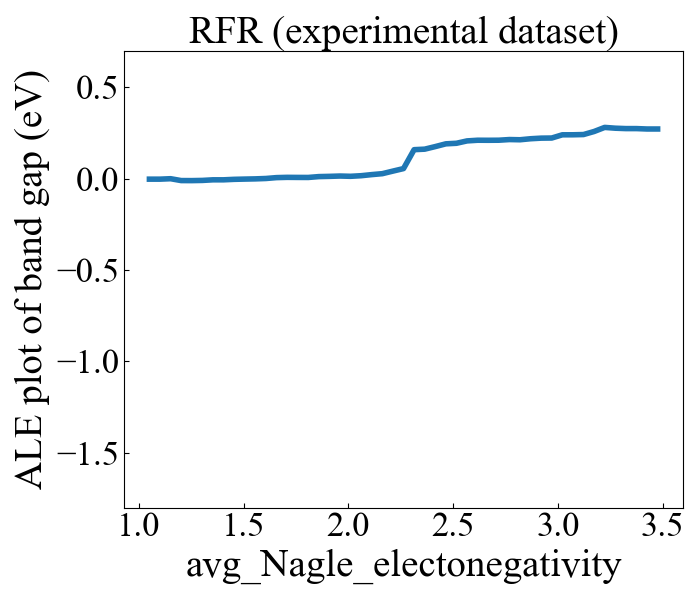 RFR (experimental dataset)
ALE plot of band gap (eV)
0.5
0.0
−0.5
−1.0
−1.5
1.0 1.5 2.0 2.5 3.0 3.5
avg_Nagle_electonegativity